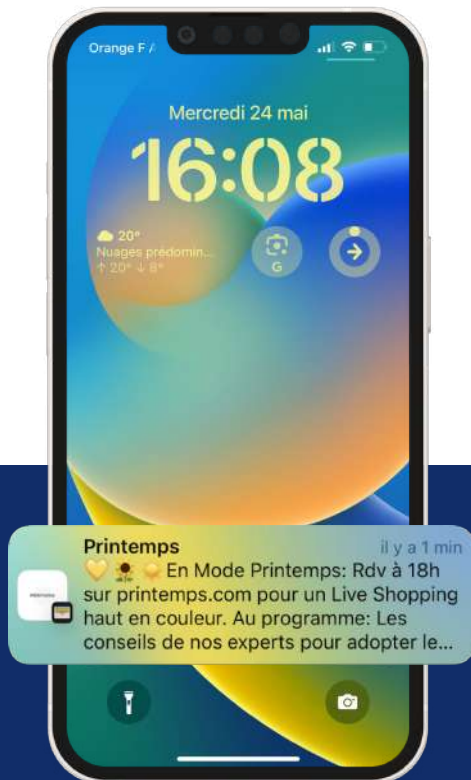 Orange F
Mercredi 24 mai
16:08
20°
Nuages prédomin...
↑ 20° ↓ 8°
G
Printemps
il y a 1 min
💛 🌻 ☀️ En Mode Printemps: Rdv à 18h
sur printemps.com pour un Live Shopping
haut en couleur. Au programme: Les
conseils de nos experts pour adopter le...